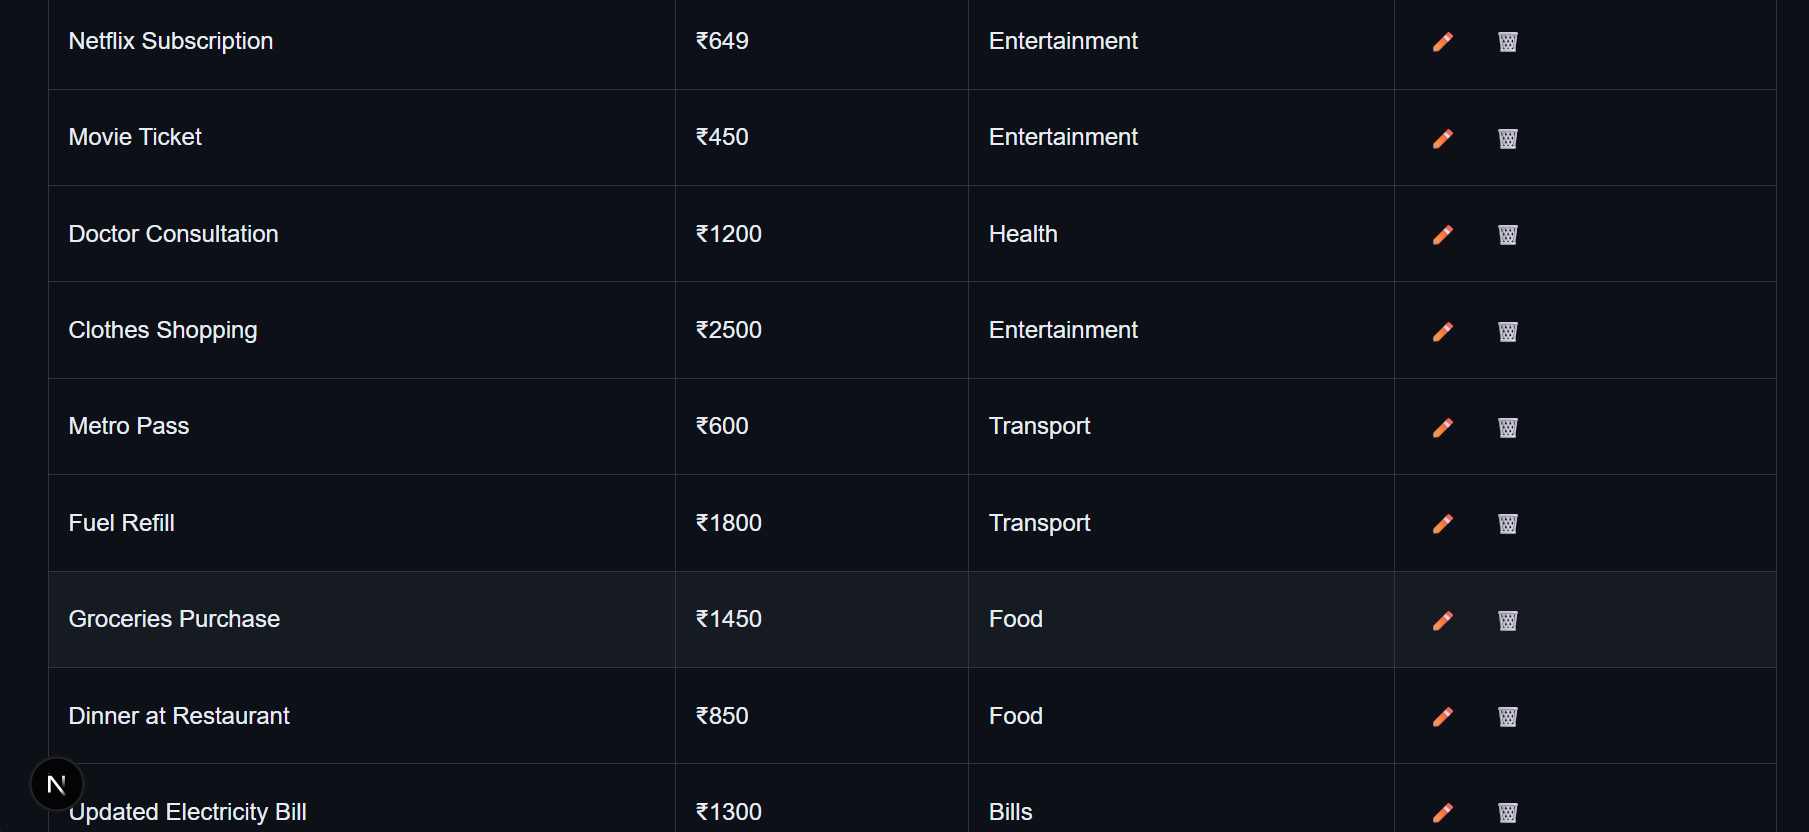 Netflix Subscription ₹649 Entertainment
Movie Ticket ₹450 Entertainment
Doctor Consultation ₹1200 Health
Clothes Shopping ₹2500 Entertainment
Metro Pass ₹600 Transport
Fuel Refill ₹1800 Transport
Groceries Purchase ₹1450 Food
Dinner at Restaurant ₹850 Food
N
Updated Electricity Bill ₹1300 Bills